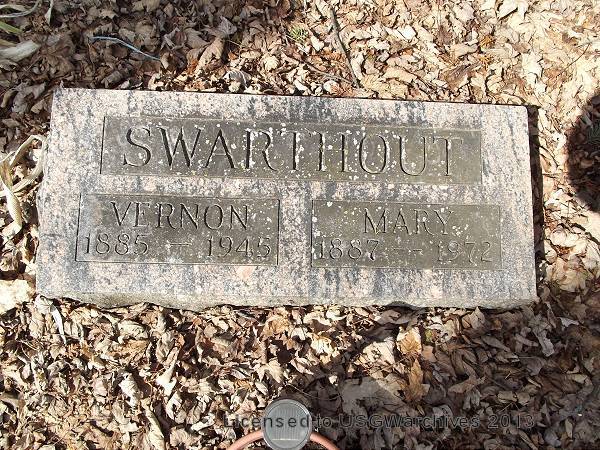 SWARTHOUT
VERNON
1885 — 1945
MARY
1887 — 1972
Licensed to USGWarchives 2013